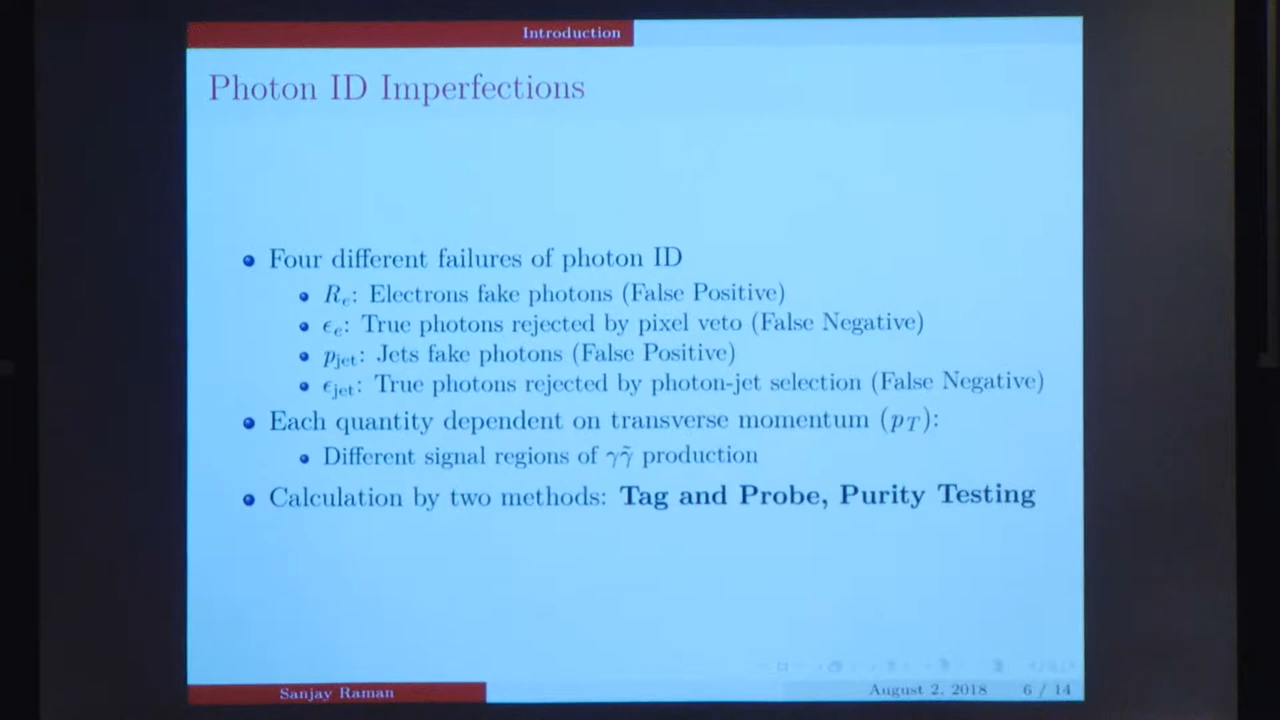 Introduction
Photon ID Imperfections
• Four different failures of photon ID
• Rₑ: Electrons fake photons (False Positive)
• ϵₑ: True photons rejected by pixel veto (False Negative)
• p_jet: Jets fake photons (False Positive)
• ϵ_jet: True photons rejected by photon-jet selection (False Negative)
• Each quantity dependent on transverse momentum (p_T):
• Different signal regions of γγ̃ production
• Calculation by two methods: Tag and Probe, Purity Testing
Sanjay Raman
August 2, 2018 6 / 14